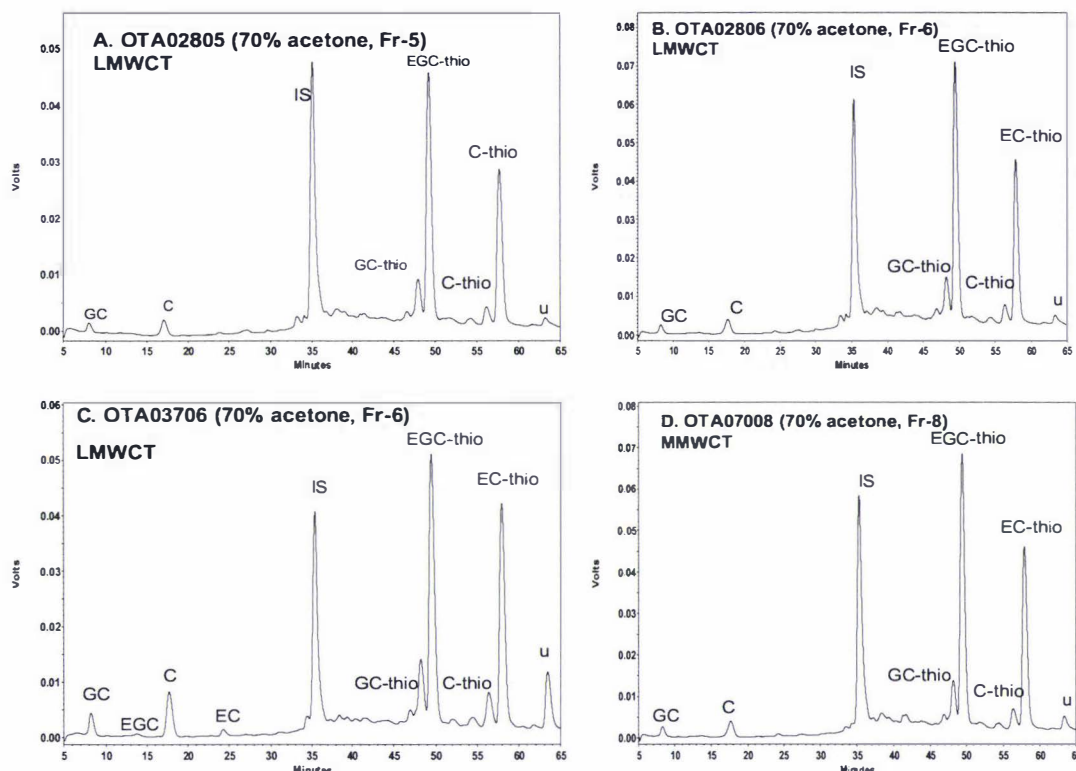 A. OTA02805 (70% acetone, Fr-5)
LMWCT
EGC-thio
IS
C-thio
GC-thio
C-thio
GC
C
u
0.05
0.04
0.03
0.02
0.01
0.00
Volts
5 10 15 20 25 30 35 40 45 50 55 60 65
Minutes
B. OTA02806 (70% acetone, Fr-6)
LMWCT
EGC-thio
IS
EC-thio
GC-thio
C-thio
GC
C
u
0.08
0.07
0.06
0.05
0.04
0.03
0.02
0.01
0.00
Volts
5 10 15 20 25 30 35 40 45 50 55 60 65
Minutes
C. OTA03706 (70% acetone, Fr-6)
LMWCT
EGC-thio
IS
EC-thio
GC-thio
C-thio
u
GC
EGC
C
EC
0.06
0.05
0.04
0.03
0.02
0.01
0.00
Volts
5 10 15 20 25 30 35 40 45 50 55 60 65
Minutes
D. OTA07008 (70% acetone, Fr-8)
MMWCT
EGC-thio
IS
EC-thio
GC-thio
C-thio
u
GC
C
0.08
0.07
0.06
0.05
0.04
0.03
0.02
0.01
0.00
Volts
5 10 15 20 25 30 35 40 45 50 55 60 65
Minutes